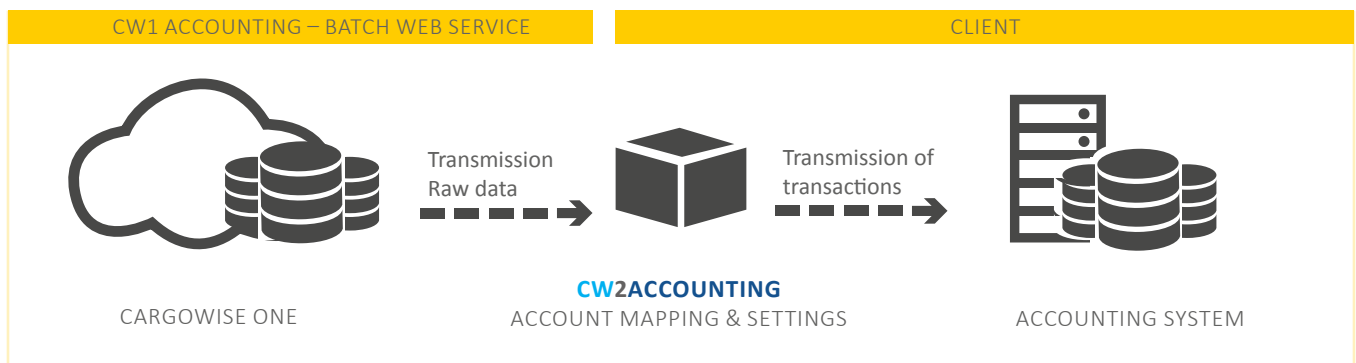 CW1 ACCOUNTING – BATCH WEB SERVICE
CLIENT
Transmission
Raw data
Transmission of
transactions
CW2ACCOUNTING
ACCOUNT MAPPING & SETTINGS
CARGOWISE ONE
ACCOUNTING SYSTEM